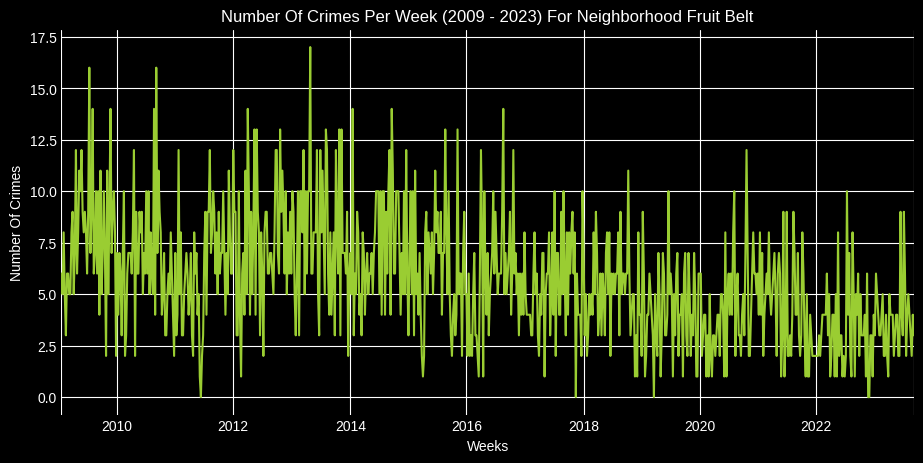 Number Of Crimes Per Week (2009 - 2023) For Neighborhood Fruit Belt
17.5
15.0
12.5
10.0
7.5
5.0
2.5
0.0
Number Of Crimes
2010 2012 2014 2016 2018 2020 2022
Weeks